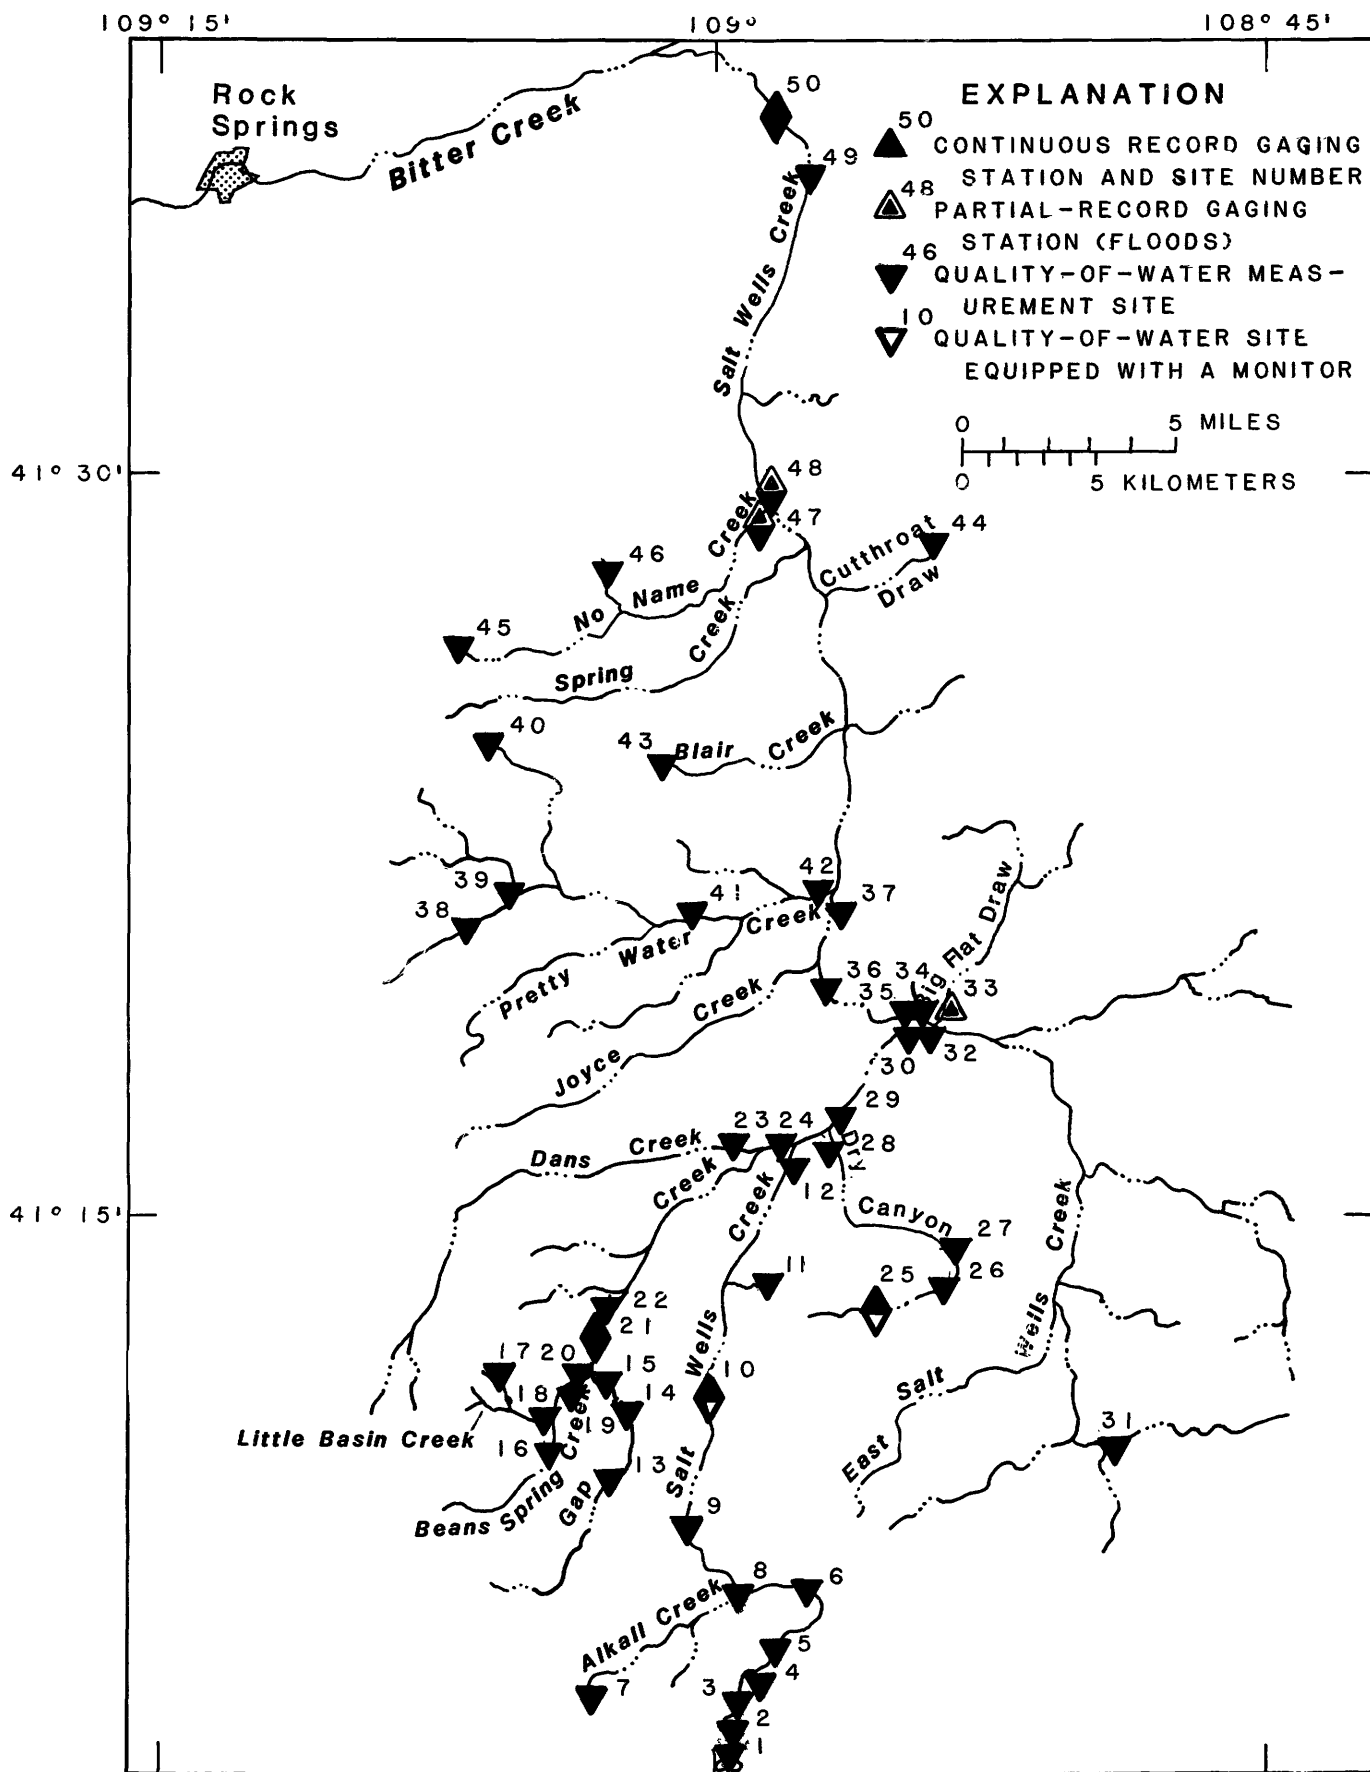 109° 15'
109°
108° 45'
Rock
Springs
Bitter Creek
50
49
Salt Wells Creek
EXPLANATION
50
CONTINUOUS RECORD GAGING
STATION AND SITE NUMBER
48
PARTIAL-RECORD GAGING
STATION (FLOODS)
46
QUALITY-OF-WATER MEAS-
UREMENT SITE
10
QUALITY-OF-WATER SITE
EQUIPPED WITH A MONITOR
0 5 MILES
0 5 KILOMETERS
41° 30'
48
47
44
46
45
No Name Creek
Cutthroat
Draw
Spring Creek
40
43
Blair Creek
39
38
41
42
37
Pretty Water Creek
Big Flat Draw
36
35
34
33
Joyce Creek
30
32
29
23
24
28
12
Dans Creek
Creek
Dry
Canyon
41° 15'
27
26
25
11
22
21
17
20
15
10
18
19
14
16
13
Little Basin Creek
Beans Spring Creek
Gap
Salt Wells Creek
East Salt Wells Creek
31
9
8
6
Alkali Creek
7
5
4
3
2
1